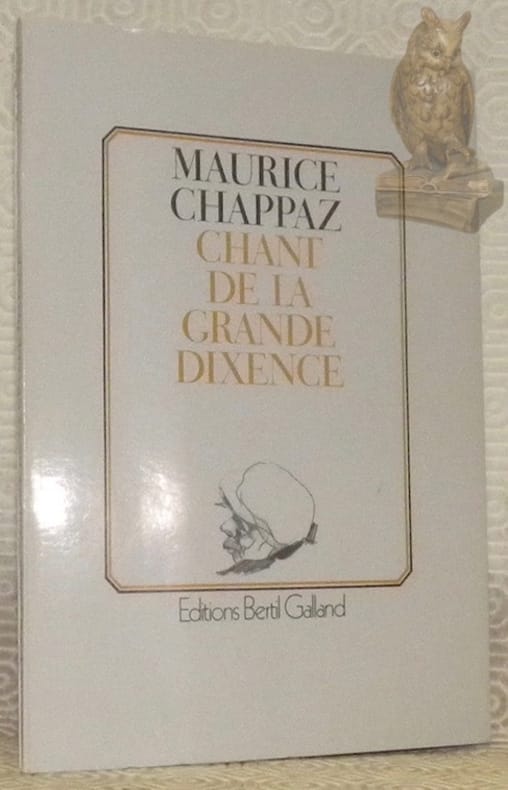 MAURICE
CHAPPAZ
CHANT
DE LA
GRANDE
DIXENCE
Editions Bertil Galland